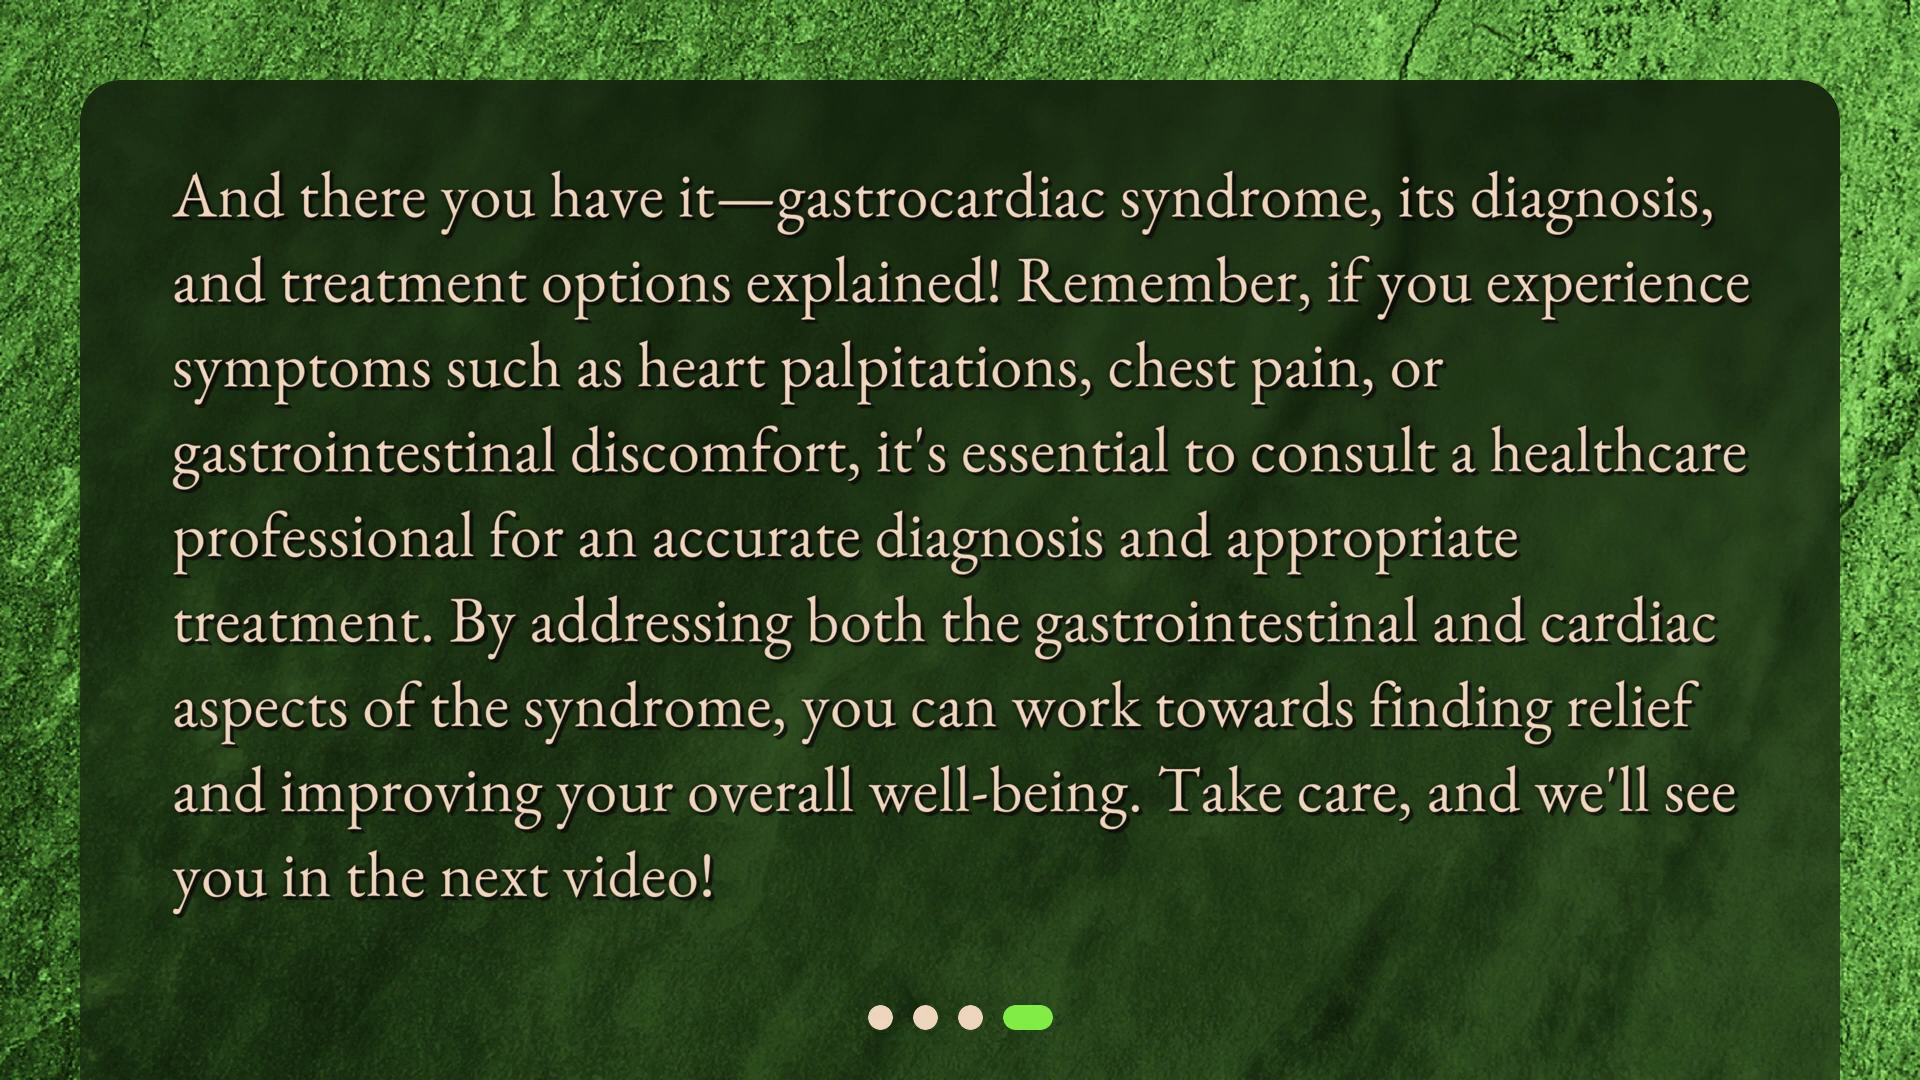 And there you have it—gastrocardiac syndrome, its diagnosis,
and treatment options explained! Remember, if you experience
symptoms such as heart palpitations, chest pain, or
gastrointestinal discomfort, it's essential to consult a healthcare
professional for an accurate diagnosis and appropriate
treatment. By addressing both the gastrointestinal and cardiac
aspects of the syndrome, you can work towards finding relief
and improving your overall well-being. Take care, and we'll see
you in the next video!